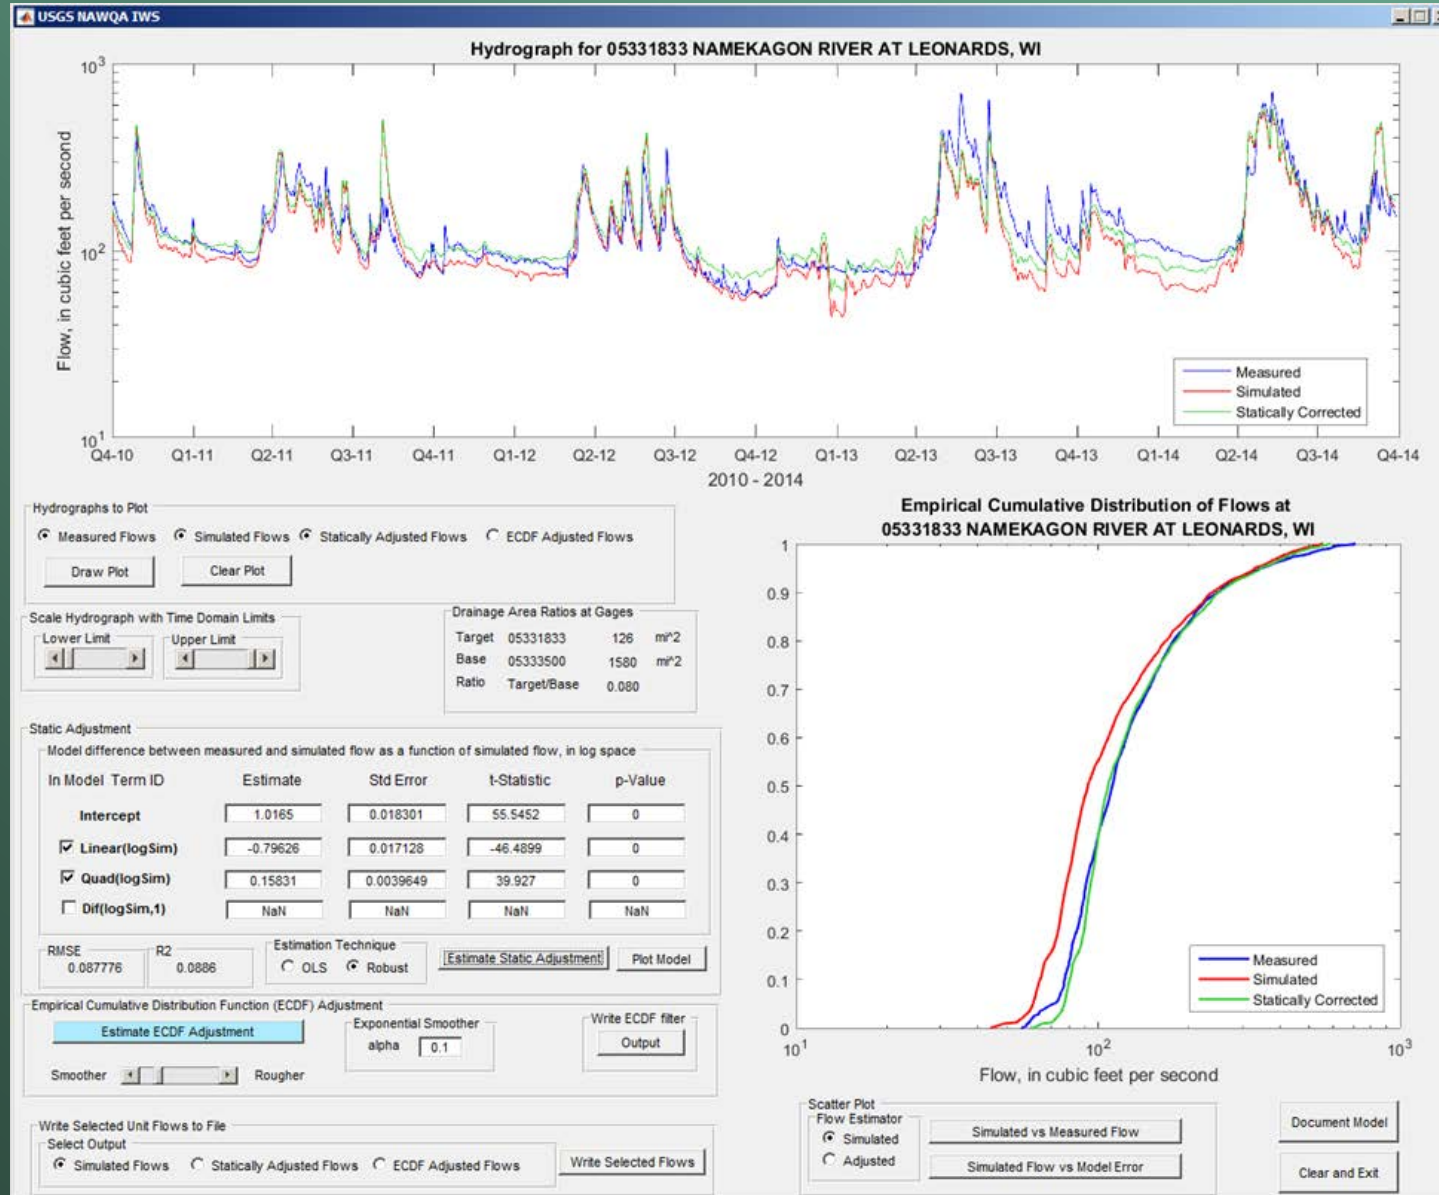 USGS NAWQA IWS
Hydrograph for 05331833 NAMEKAGON RIVER AT LEONARDS, WI
Flow, in cubic feet per second
10^3
10^2
10^1
Measured
Simulated
Statically Corrected
Q4-10 Q1-11 Q2-11 Q3-11 Q4-11 Q1-12 Q2-12 Q3-12 Q4-12 Q1-13 Q2-13 Q3-13 Q4-13 Q1-14 Q2-14 Q3-14 Q4-14
2010 - 2014
Hydrographs to Plot
Measured Flows Simulated Flows Statically Adjusted Flows ECDF Adjusted Flows
Draw Plot Clear Plot
Scale Hydrograph with Time Domain Limits
Lower Limit Upper Limit
Drainage Area Ratios at Gages
Target 05331833 126 mi^2
Base 05333500 1580 mi^2
Ratio Target/Base 0.080
Static Adjustment
Model difference between measured and simulated flow as a function of simulated flow, in log space
In Model Term ID Estimate Std Error t-Statistic p-Value
Intercept 1.0165 0.018301 55.5452 0
Linear(logSim) -0.79626 0.017128 -46.4899 0
Quad(logSim) 0.15831 0.0039649 39.927 0
Dif(logSim,1) NaN NaN NaN NaN
RMSE
0.087776
R2
0.0886
Estimation Technique
OLS Robust
Estimate Static Adjustment
Plot Model
Empirical Cumulative Distribution Function (ECDF) Adjustment
Estimate ECDF Adjustment
Smoother Rougher
Exponential Smoother
alpha 0.1
Write ECDF filter
Output
Write Selected Unit Flows to File
Select Output
Simulated Flows Statically Adjusted Flows ECDF Adjusted Flows
Write Selected Flows
Empirical Cumulative Distribution of Flows at
05331833 NAMEKAGON RIVER AT LEONARDS, WI
1
0.9
0.8
0.7
0.6
0.5
0.4
0.3
0.2
0.1
0
Measured
Simulated
Statically Corrected
10^1 10^2 10^3
Flow, in cubic feet per second
Scatter Plot
Flow Estimator
Simulated
Adjusted
Simulated vs Measured Flow
Simulated Flow vs Model Error
Document Model
Clear and Exit